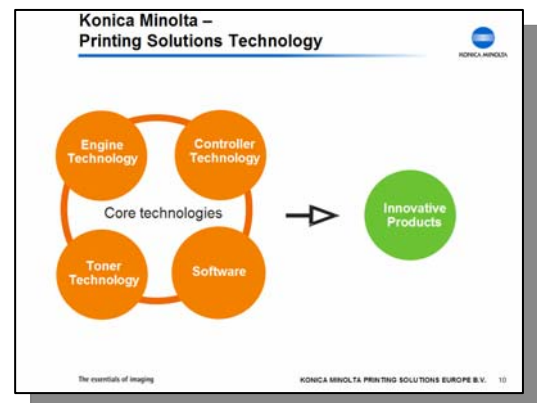 Konica Minolta –
Printing Solutions Technology
KONICA MINOLTA
Engine
Technology
Controller
Technology
Core technologies
Innovative
Products
Toner
Technology
Software
The essentials of imaging
KONICA MINOLTA PRINTING SOLUTIONS EUROPE B.V. 10